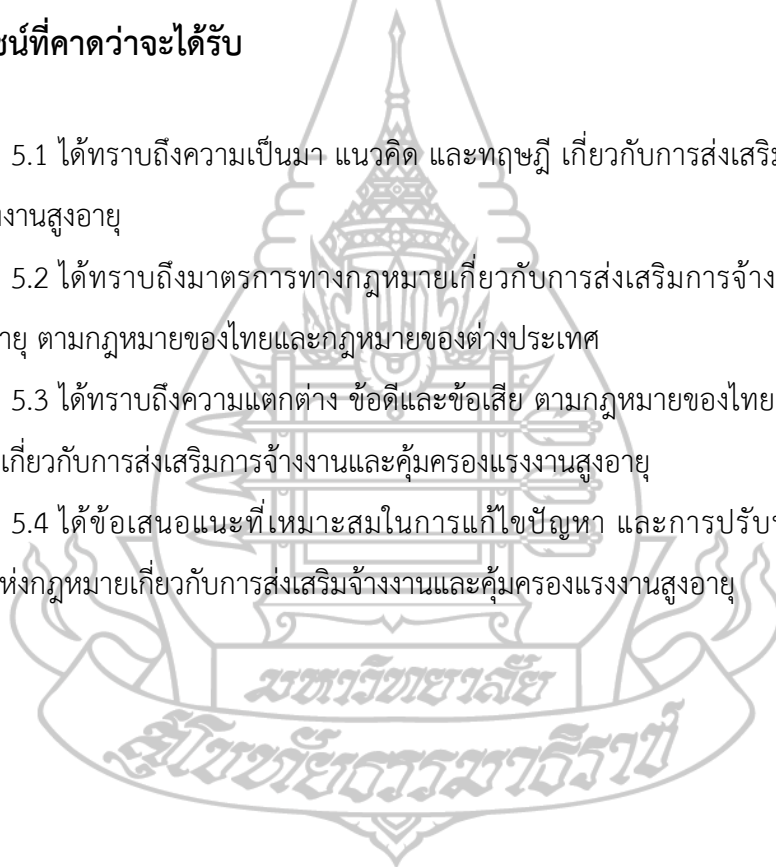 ชน์ที่คาดว่าจะได้รับ
5.1 ได้ทราบถึงความเป็นมา แนวคิด และทฤษฎี เกี่ยวกับการส่งเสริม
งานสูงอายุ
5.2 ได้ทราบถึงมาตรการทางกฎหมายเกี่ยวกับการส่งเสริมการจ้าง
ายุ ตามกฎหมายของไทยและกฎหมายของต่างประเทศ
5.3 ได้ทราบถึงความแตกต่าง ข้อดีและข้อเสีย ตามกฎหมายของไทย
เกี่ยวกับการส่งเสริมการจ้างงานและคุ้มครองแรงงานสูงอายุ
5.4 ได้ข้อเสนอแนะที่เหมาะสมในการแก้ไขปัญหา และการปรับ
ห่งกฎหมายเกี่ยวกับการส่งเสริมจ้างงานและคุ้มครองแรงงานสูงอายุ
มหาวิทยาลัย
สุโขทัยธรรมาธิราช